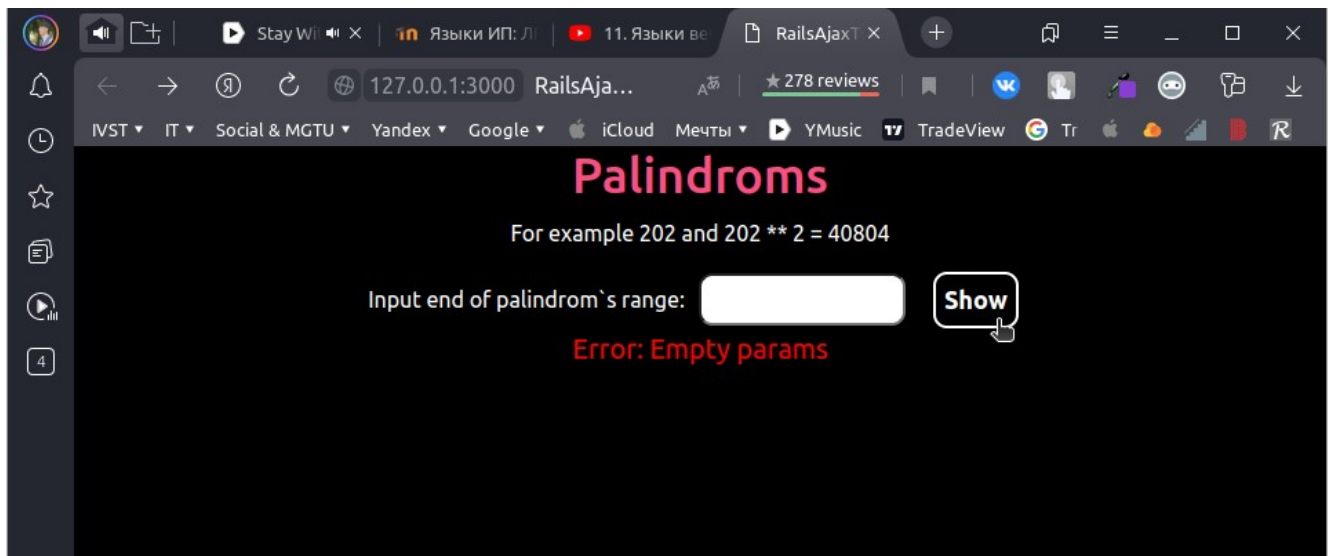 Stay Wi
Языки ИП: Л
11. Языки ве
RailsAjaxT
Я
127.0.0.1:3000
RailsAja...
278 reviews
IVST
IT
Social & MGTU
Yandex
Google
iCloud
Мечты
YMusic
TradeView
Tr
R
Palindroms
For example 202 and 202 ** 2 = 40804
Input end of palindrom`s range:
Show
Error: Empty params
4